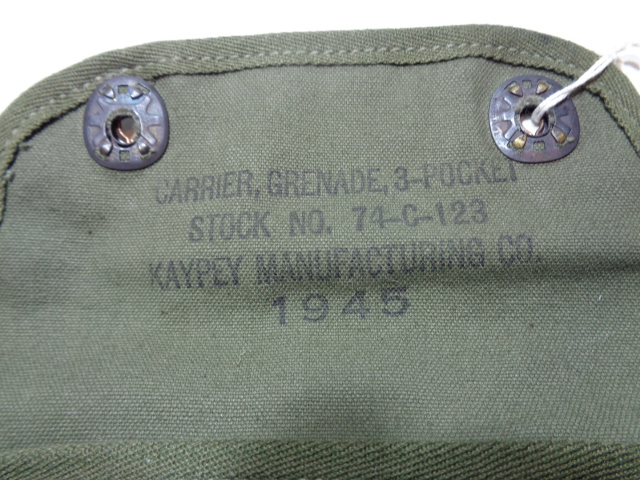 CARRIER, GRENADE, 3-POCKET
STOCK NO. 74-C-123
KAYPEY MANUFACTURING CO.
1945